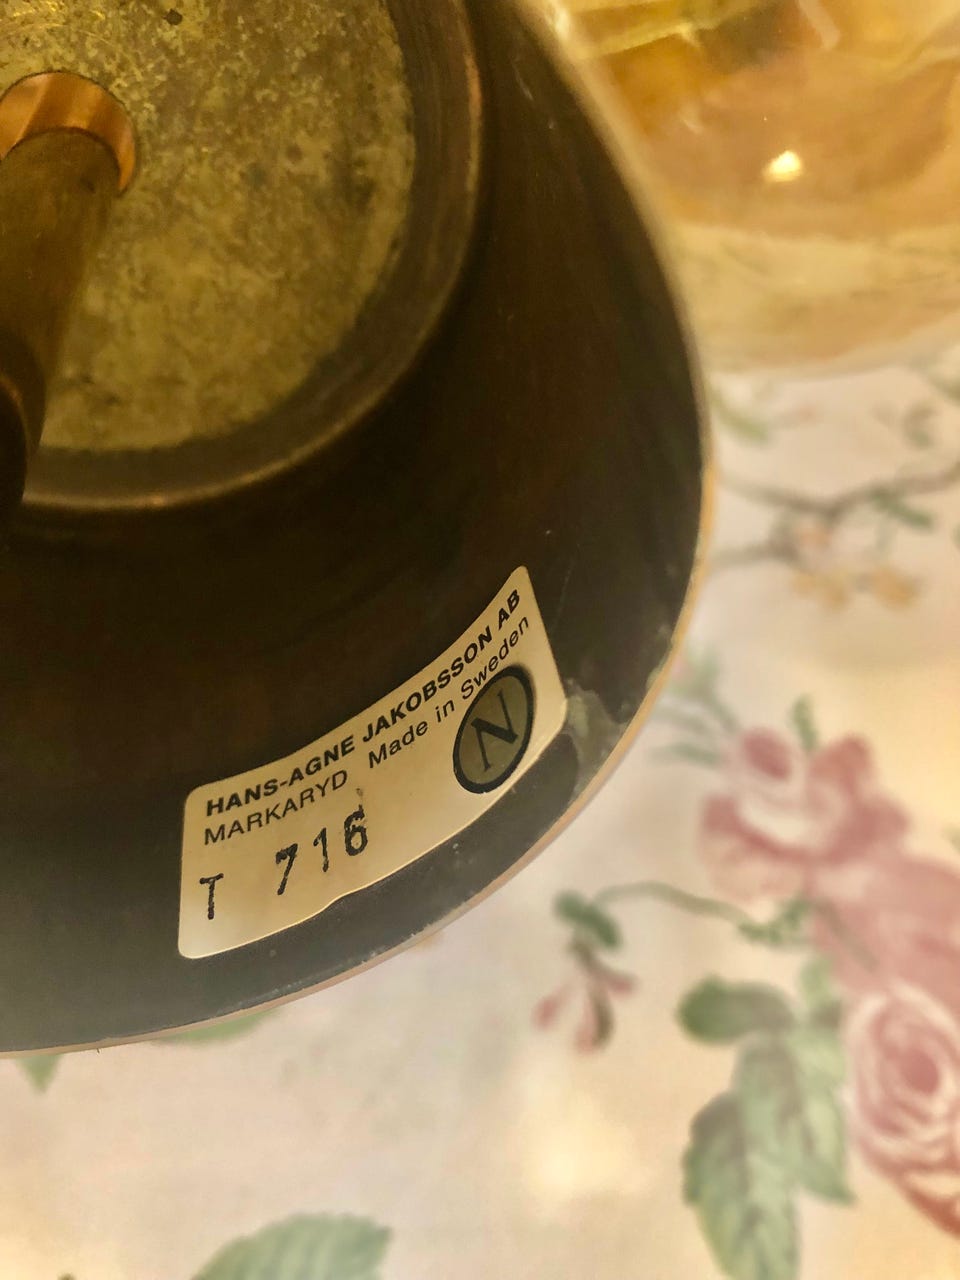 HANS-AGNE JAKOBSSON AB
MARKARYD Made in Sweden
N
T 716